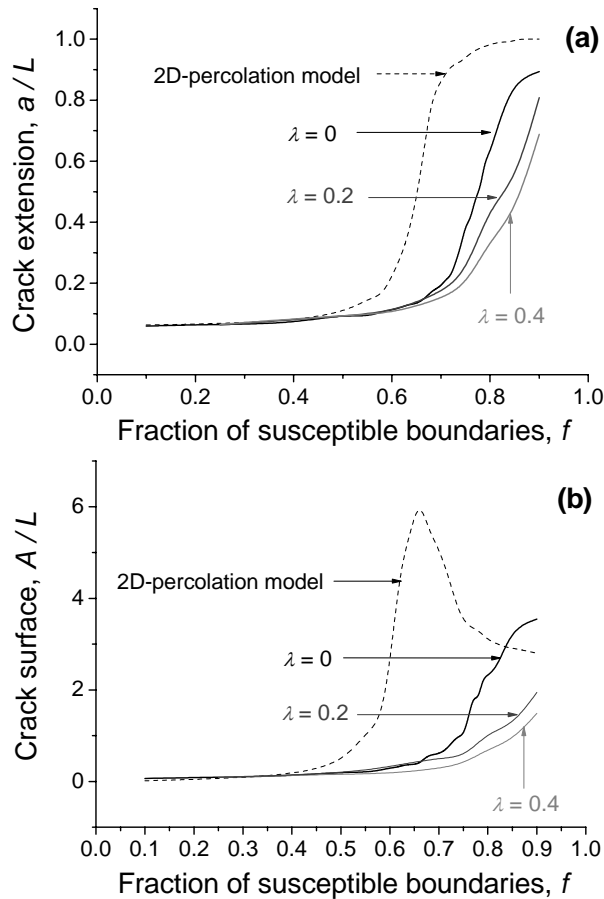 (a)
Crack extension, a / L
1.0
0.8
0.6
0.4
0.2
0.0
2D-percolation model
λ = 0
λ = 0.2
λ = 0.4
0.0 0.2 0.4 0.6 0.8 1.0
Fraction of susceptible boundaries, f
(b)
Crack surface, A / L
6
4
2
0
2D-percolation model
λ = 0
λ = 0.2
λ = 0.4
0.0 0.1 0.2 0.3 0.4 0.5 0.6 0.7 0.8 0.9 1.0
Fraction of susceptible boundaries, f